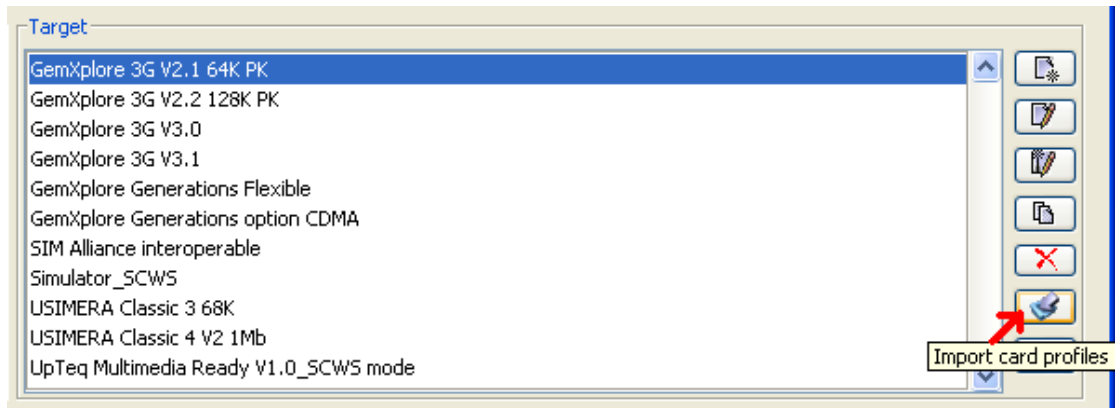 Target
GemXplore 3G V2.1 64K PK
GemXplore 3G V2.2 128K PK
GemXplore 3G V3.0
GemXplore 3G V3.1
GemXplore Generations Flexible
GemXplore Generations option CDMA
SIM Alliance interoperable
Simulator_SCWS
USIMERA Classic 3 68K
USIMERA Classic 4 V2 1Mb
UpTeq Multimedia Ready V1.0_SCWS mode
Import card profiles